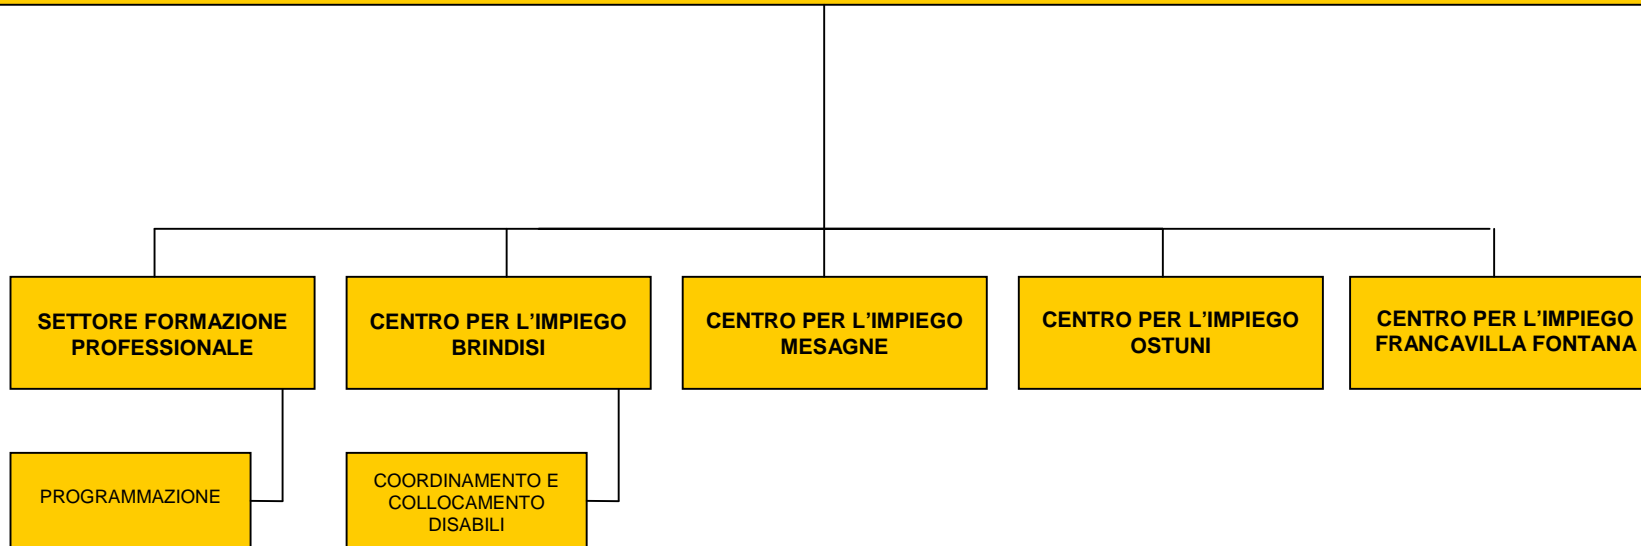 SETTORE FORMAZIONE
PROFESSIONALE
CENTRO PER L’IMPIEGO
BRINDISI
CENTRO PER L’IMPIEGO
MESAGNE
CENTRO PER L’IMPIEGO
OSTUNI
CENTRO PER L’IMPIEGO
FRANCAVILLA FONTANA
PROGRAMMAZIONE
COORDINAMENTO E
COLLOCAMENTO
DISABILI